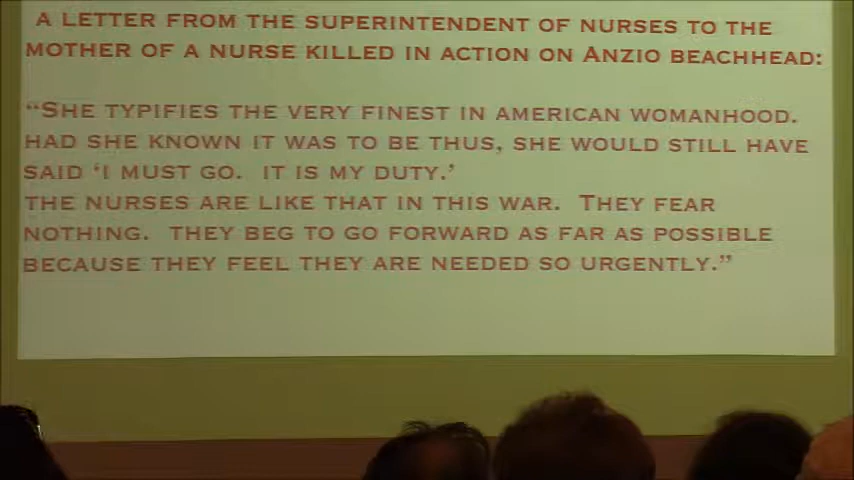 A LETTER FROM THE SUPERINTENDENT OF NURSES TO THE
MOTHER OF A NURSE KILLED IN ACTION ON ANZIO BEACHHEAD:
“SHE TYPIFIES THE VERY FINEST IN AMERICAN WOMANHOOD.
HAD SHE KNOWN IT WAS TO BE THUS, SHE WOULD STILL HAVE
SAID ‘I MUST GO. IT IS MY DUTY.’
THE NURSES ARE LIKE THAT IN THIS WAR. THEY FEAR
NOTHING. THEY BEG TO GO FORWARD AS FAR AS POSSIBLE
BECAUSE THEY FEEL THEY ARE NEEDED SO URGENTLY.”